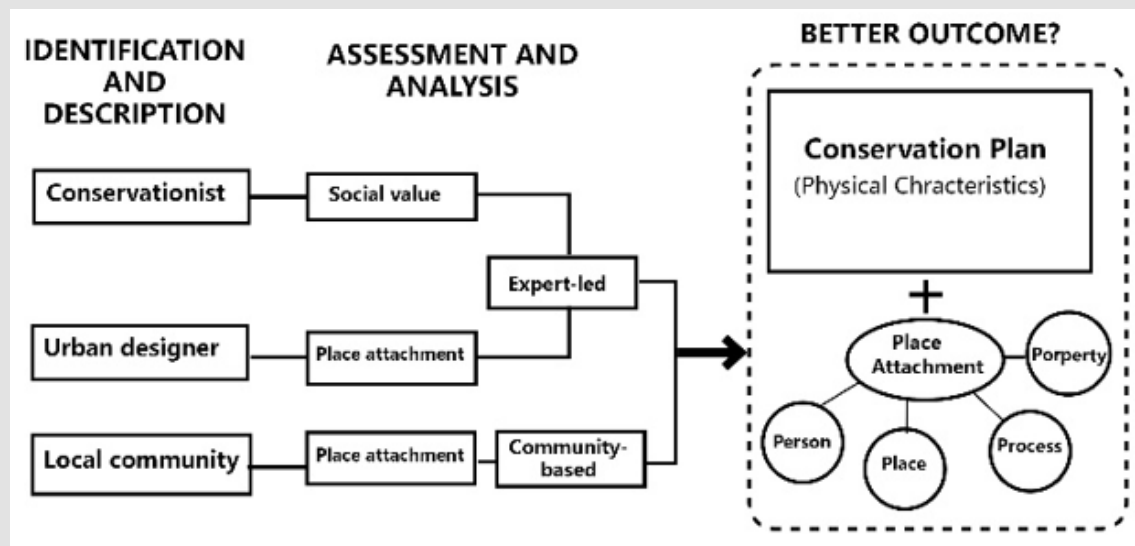 IDENTIFICATION
AND
DESCRIPTION
ASSESSMENT AND
ANALYSIS
BETTER OUTCOME?
Conservationist
Social value
Expert-led
Urban designer
Place attachment
Local community
Place attachment
Community-
based
Conservation Plan
(Physical Chracteristics)
+
Place
Attachment
Porperty
Person
Place
Process